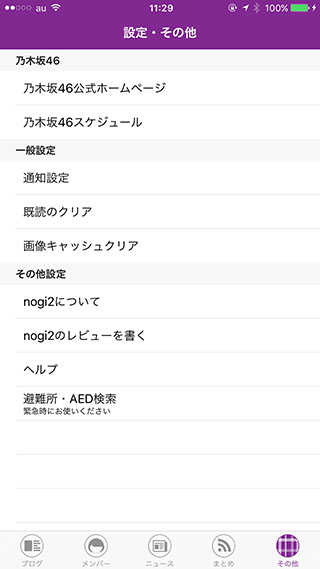 au 11:29 100%
設定・その他
乃木坂46
乃木坂46公式ホームページ
乃木坂46スケジュール
一般設定
通知設定
既読のクリア
画像キャッシュクリア
その他設定
nogi2について
nogi2のレビューを書く
ヘルプ
避難所・AED検索
緊急時にお使いください
ブログ メンバー ニュース まとめ その他